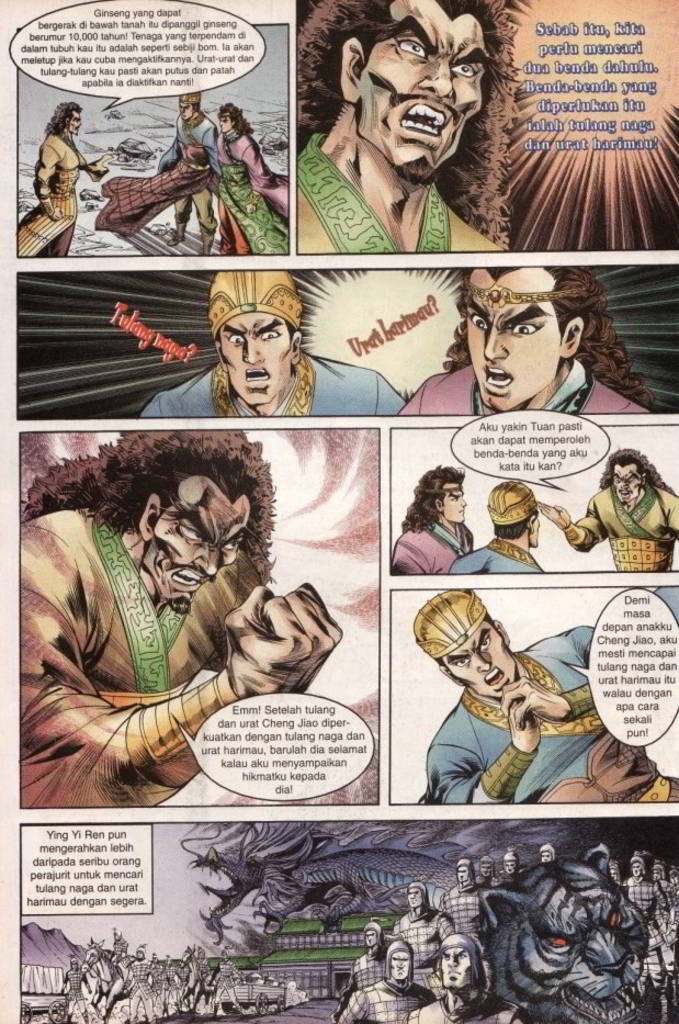 Ginseng yang dapat
bergerak di bawah tanah itu dipanggil ginseng
berumur 10,000 tahun! Tenaga yang terpendam di
dalam tubuh kau itu adalah seperti sebiji bom. Ia akan
meletup jika kau cuba mengaktifkannya. Urat-urat dan
tulang-tulang kau pasti akan putus dan patah
apabila ia diaktifkan nanti!
Sebab itu, kita
perlu mencari
dua benda dahulu.
Benda-benda yang
diperlukan itu
ialah tulang naga
dan urat harimau!
Tulang naga?
Urat harimau?
Emm! Setelah tulang
dan urat Cheng Jiao diper-
kuatkan dengan tulang naga dan
urat harimau, barulah dia selamat
kalau aku menyampaikan
hikmatku kepada
dia!
Aku yakin Tuan pasti
akan dapat memperoleh
benda-benda yang aku
kata itu kan?
Demi
masa
depan anakku
Cheng Jiao, aku
mesti mencapai
tulang naga dan
urat harimau itu
walau dengan
apa cara
sekali
pun!
Ying Yi Ren pun
mengerahkan lebih
daripada seribu orang
perajurit untuk mencari
tulang naga dan urat
harimau dengan segera.